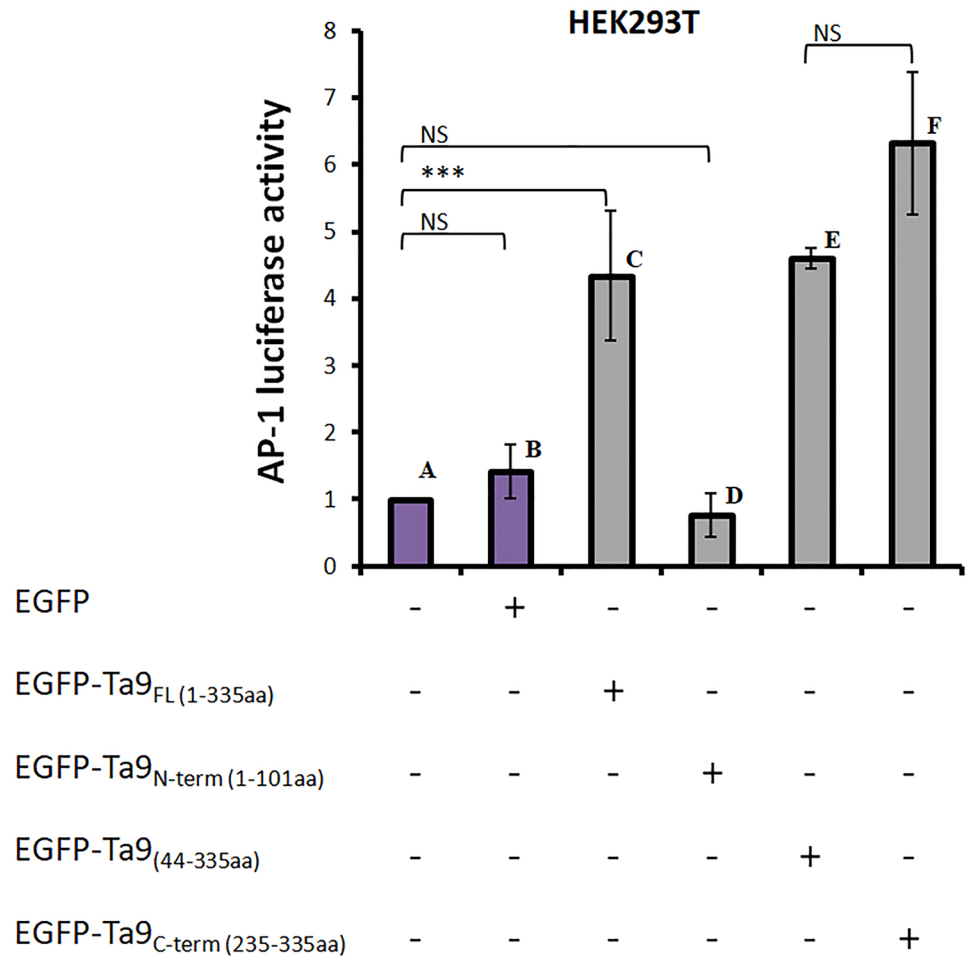 HEK293T
AP-1 luciferase activity
8
7
6
5
4
3
2
1
0
NS
NS
***
NS
A
B
C
D
E
F
EGFP - + - - - -
EGFP-Ta9FL (1-335aa) - - + - - -
EGFP-Ta9N-term (1-101aa) - - - + - -
EGFP-Ta9(44-335aa) - - - - + -
EGFP-Ta9C-term (235-335aa) - - - - - +